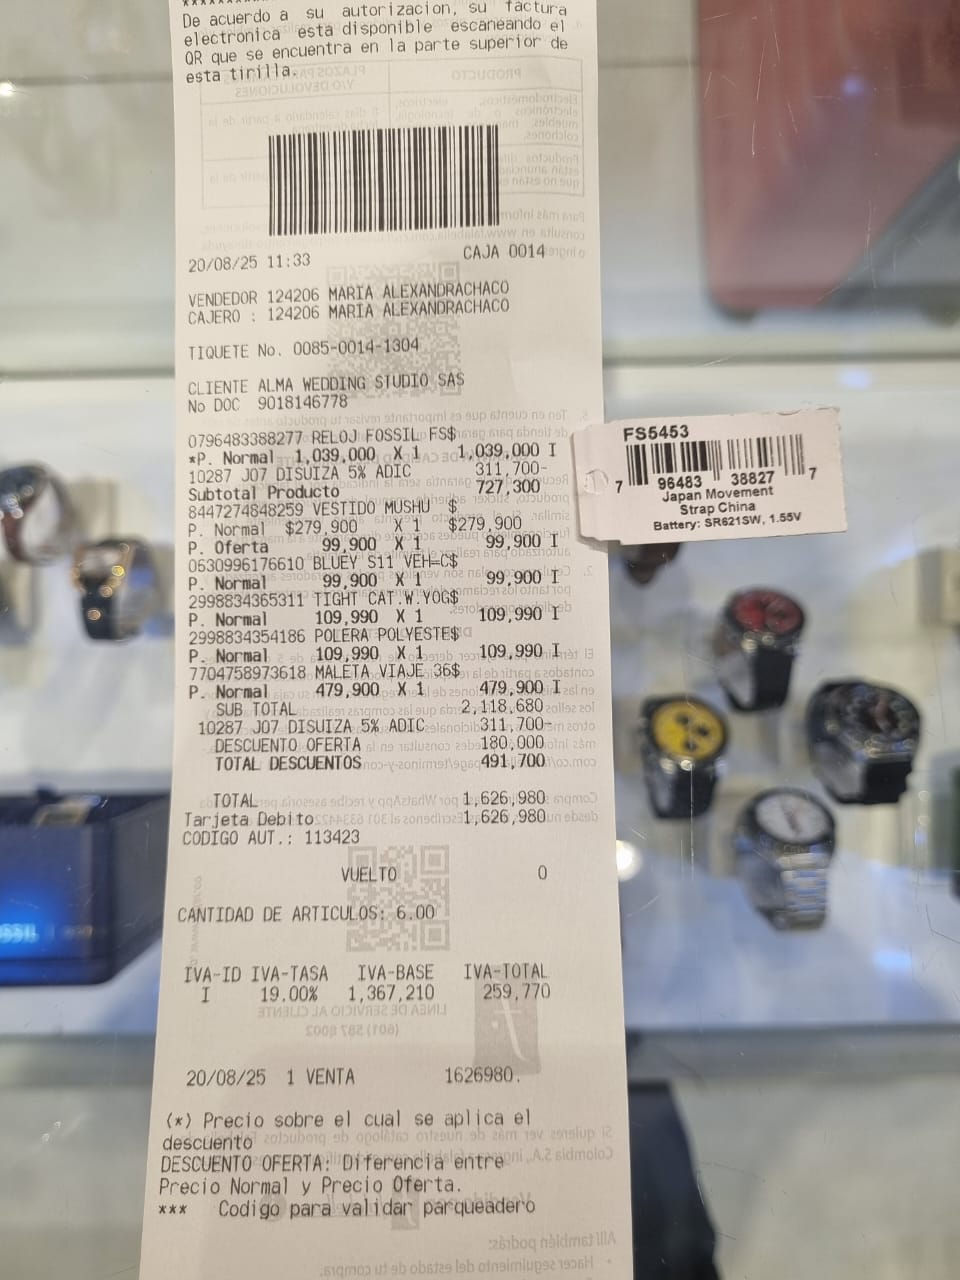 De acuerdo a su autorizacion, su factura
electronica esta disponible escaneando el
QR que se encuentra en la parte superior de
esta tirilla.
20/08/25 11:33 CAJA 0014
VENDEDOR 124206 MARIA ALEXANDRACHACO
CAJERO : 124206 MARIA ALEXANDRACHACO
TIQUETE No. 0085-0014-1304
CLIENTE ALMA WEDDING STUDIO SAS
No DOC 9018146778
0796483388277 RELOJ FOSSIL FS$
*P. Normal 1,039,000 X 1 1,039,000 I
10287 J07 DISUIZA 5% ADIC 311,700-
Subtotal Producto 727,300
8447274848259 VESTIDO MUSHU $
P. Normal $279,900 X 1 $279,900
P. Oferta 99,900 X 1 99,900 I
0630996176610 BLUEY S11 VEH=C$
P. Normal 99,900 X 1 99,900 I
2998834365311 TIGHT CAT.W.YOG$
P. Normal 109,990 X 1 109,990 I
2998834354186 POLERA POLYESTE$
P. Normal 109,990 X 1 109,990 I
7704758973618 MALETA VIAJE 36$
P. Normal 479,900 X 1 479,900 I
SUB TOTAL 2,118,680
10287 J07 DISUIZA 5% ADIC 311,700-
DESCUENTO OFERTA 180,000
TOTAL DESCUENTOS 491,700
TOTAL 1,626,980
Tarjeta Debito 1,626,980
CODIGO AUT.: 113423
VUELTO 0
CANTIDAD DE ARTICULOS: 6.00
IVA-ID IVA-TASA IVA-BASE IVA-TOTAL
I 19.00% 1,367,210 259,770
20/08/25 1 VENTA 1626980.
(*) Precio sobre el cual se aplica el
descuento
DESCUENTO OFERTA: Diferencia entre
Precio Normal y Precio Oferta.
*** Codigo para validar parqueadero
FS5453
7 96483 38827 7
Japan Movement
Strap China
Battery: SR621SW, 1.55V